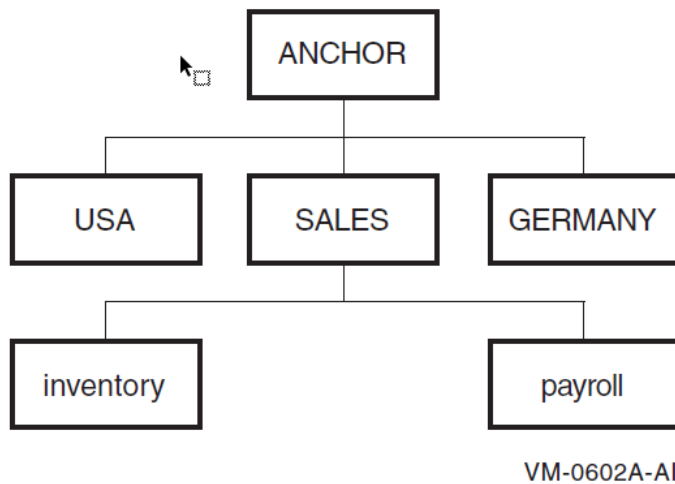 ANCHOR
USA SALES GERMANY
inventory payroll
VM-0602A-AI